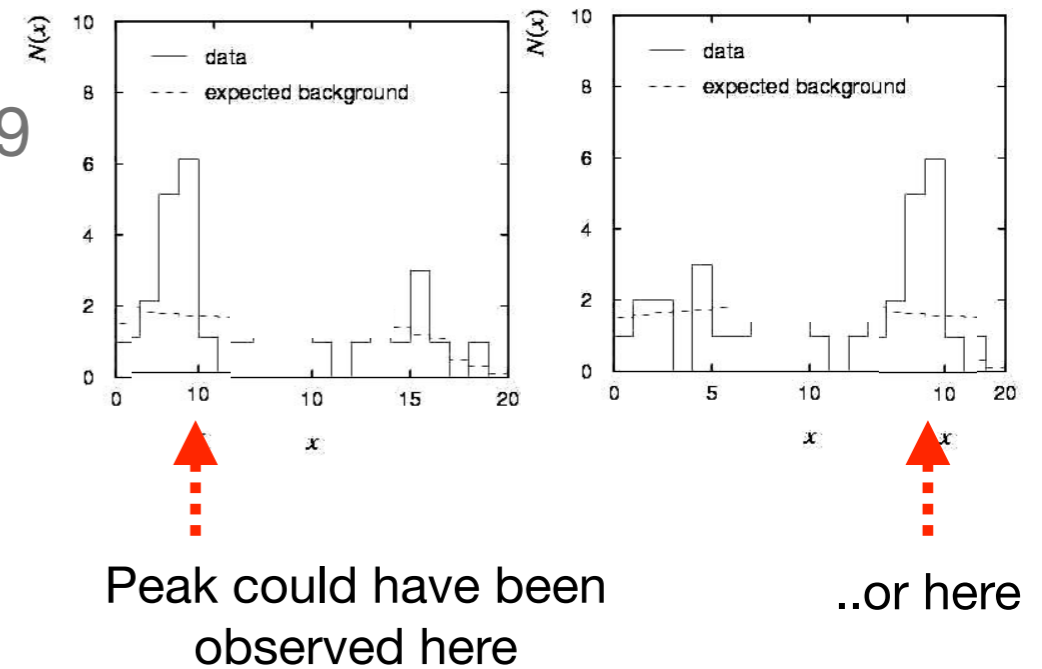 N(x)
10
8
6
4
2
0
data
expected background
0
10
10
15
20
x
N(x)
10
8
6
4
2
0
data
expected background
0
5
10
10
20
x
x
9
Peak could have been
observed here
..or here